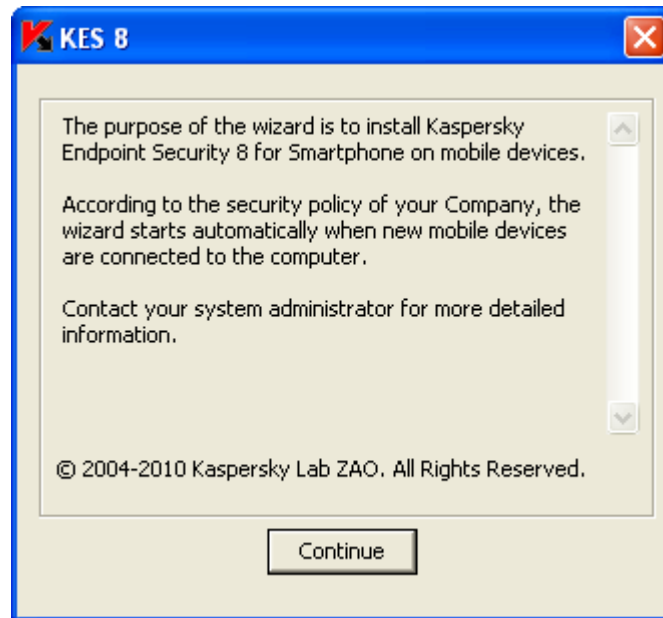 KES 8
The purpose of the wizard is to install Kaspersky
Endpoint Security 8 for Smartphone on mobile devices.
According to the security policy of your Company, the
wizard starts automatically when new mobile devices
are connected to the computer.
Contact your system administrator for more detailed
information.
© 2004-2010 Kaspersky Lab ZAO. All Rights Reserved.
Continue